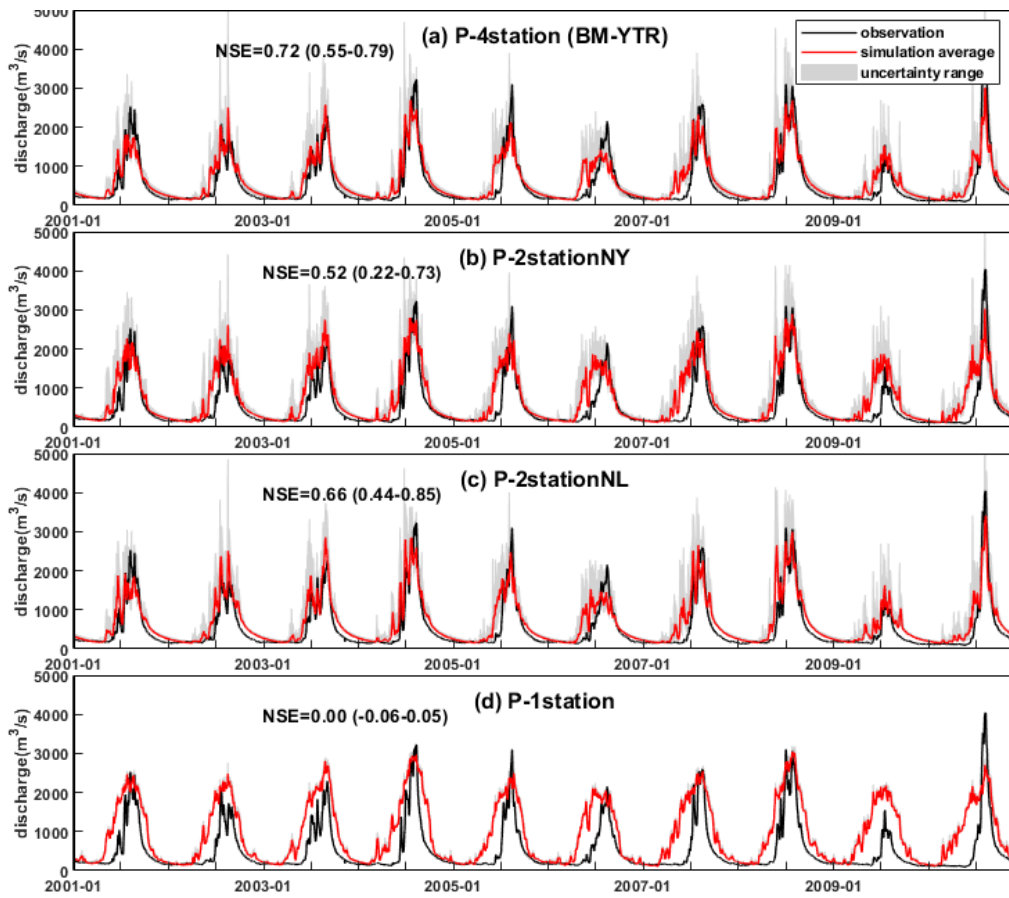 5000
(a) P-4station (BM-YTR)
NSE=0.72 (0.55-0.79)
observation
simulation average
uncertainty range
4000
3000
2000
1000
0
discharge(m³/s)
2001-01 2003-01 2005-01 2007-01 2009-01
5000
(b) P-2stationNY
NSE=0.52 (0.22-0.73)
4000
3000
2000
1000
0
discharge(m³/s)
2001-01 2003-01 2005-01 2007-01 2009-01
5000
(c) P-2stationNL
NSE=0.66 (0.44-0.85)
4000
3000
2000
1000
0
discharge(m³/s)
2001-01 2003-01 2005-01 2007-01 2009-01
5000
(d) P-1station
NSE=0.00 (-0.06-0.05)
4000
3000
2000
1000
0
discharge(m³/s)
2001-01 2003-01 2005-01 2007-01 2009-01